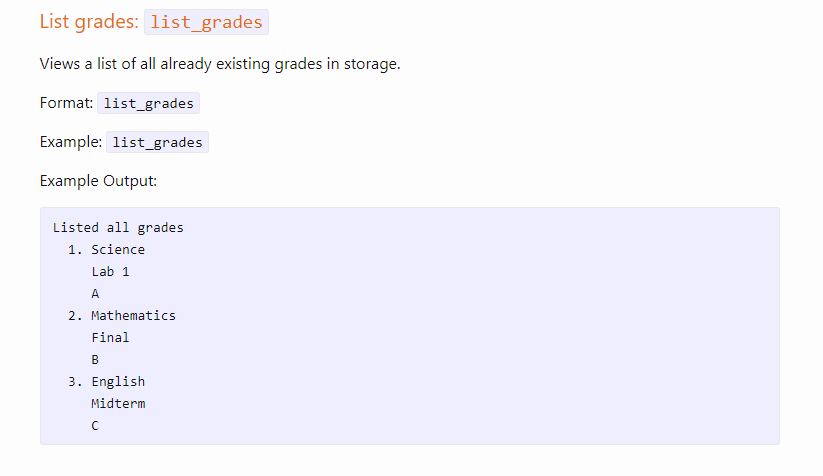 List grades: list_grades
Views a list of all already existing grades in storage.
Format: list_grades
Example: list_grades
Example Output:
Listed all grades
1. Science
Lab 1
A
2. Mathematics
Final
B
3. English
Midterm
C